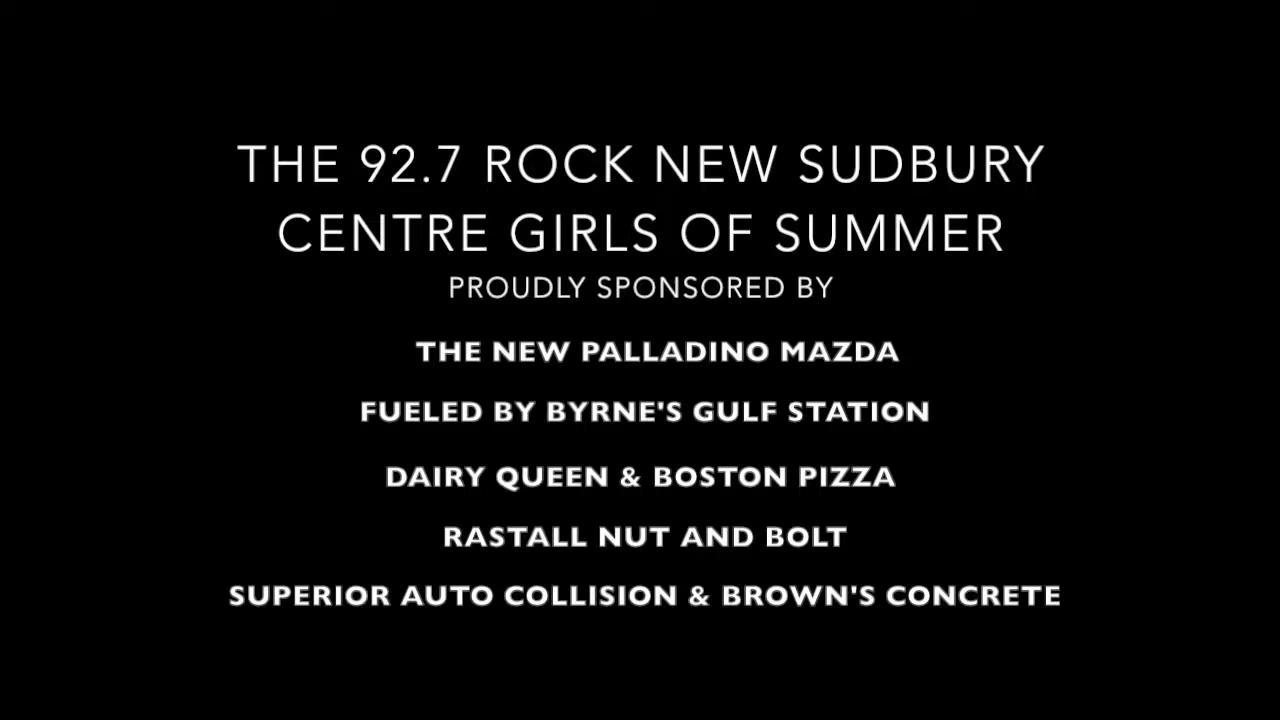 THE 92.7 ROCK NEW SUDBURY
CENTRE GIRLS OF SUMMER
PROUDLY SPONSORED BY
THE NEW PALLADINO MAZDA
FUELED BY BYRNE'S GULF STATION
DAIRY QUEEN & BOSTON PIZZA
RASTALL NUT AND BOLT
SUPERIOR AUTO COLLISION & BROWN'S CONCRETE